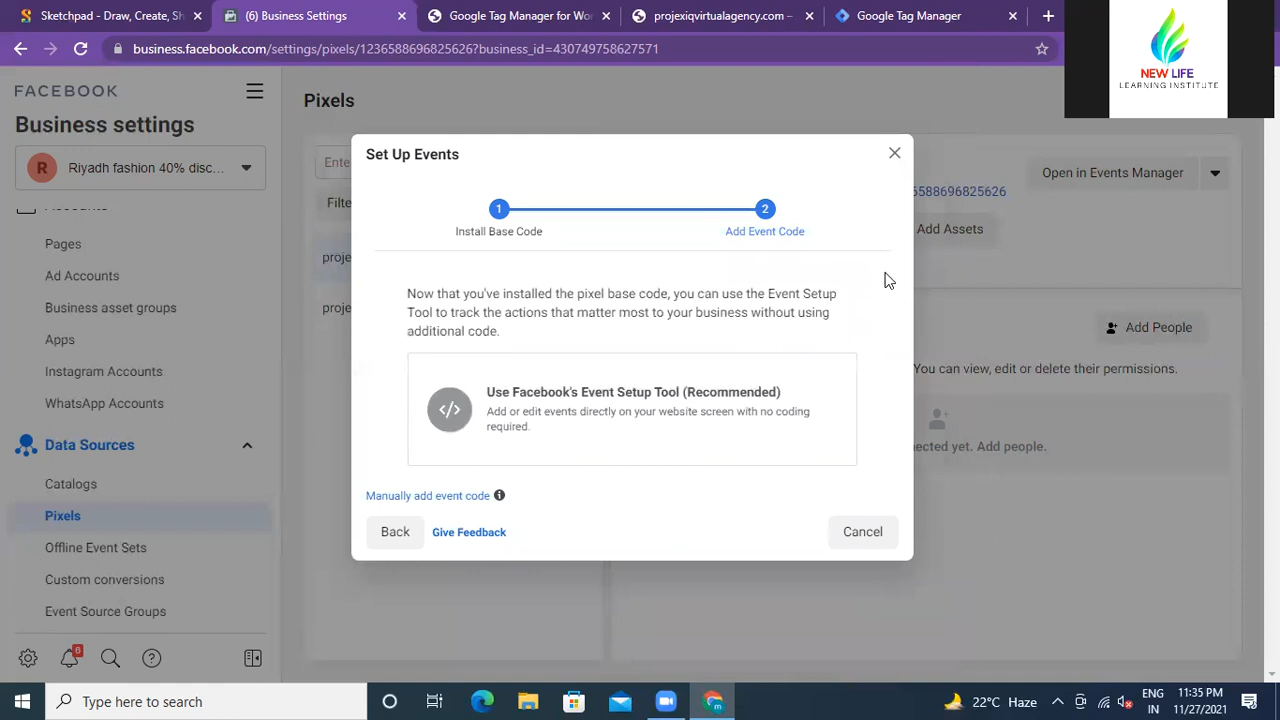 Sketchpad - Draw, Create, Sh
(6) Business Settings
Google Tag Manager for Wo
projexiqvirtualagency.com –
Google Tag Manager
business.facebook.com/settings/pixels/1236588696825626?business_id=430749758627571
NEW LIFE
LEARNING INSTITUTE
FACEBOOK
Business settings
R
Riyadh fashion 40% disc...
Accounts
Pages
Ad Accounts
Business asset groups
Apps
Instagram Accounts
WhatsApp Accounts
Data Sources
Catalogs
Pixels
Offline Event Sets
Custom conversions
Event Source Groups
6
Pixels
Ente
Filte
proje
proje
Open in Events Manager
6588696825626
Add Assets
Add People
You can view, edit or delete their permissions.
nected yet. Add people.
Set Up Events
1
2
Install Base Code
Add Event Code
Now that you've installed the pixel base code, you can use the Event Setup
Tool to track the actions that matter most to your business without using
additional code.
</>
Use Facebook's Event Setup Tool (Recommended)
Add or edit events directly on your website screen with no coding
required.
Manually add event code
Back
Give Feedback
Cancel
Type here to search
22°C Haze
ENG
IN
11:35 PM
11/27/2021